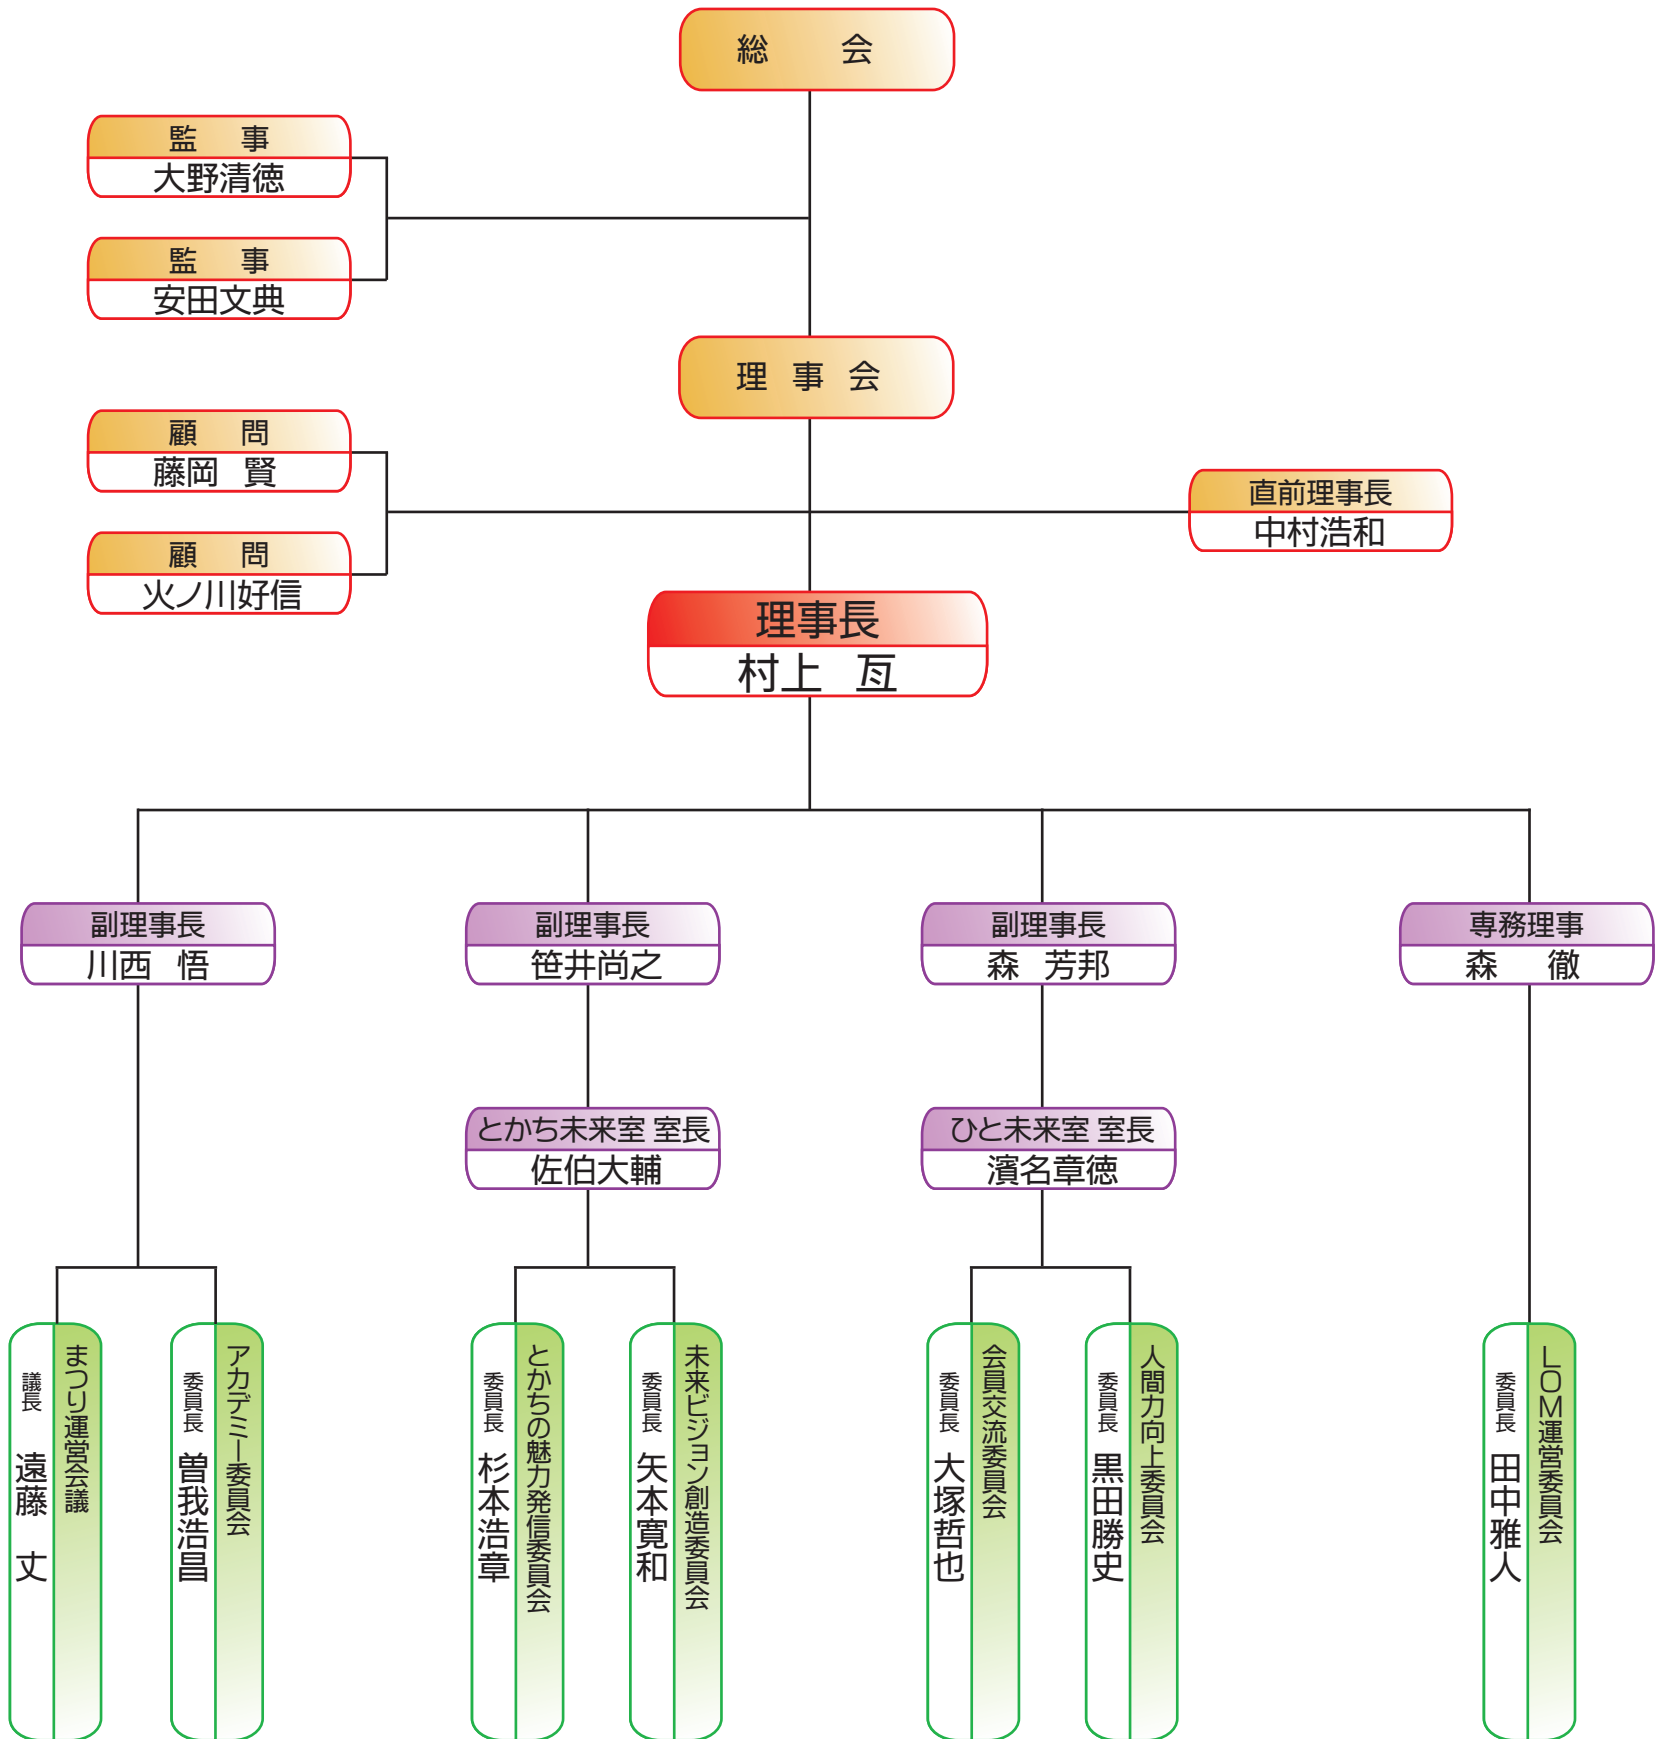 総 会
監 事
大野清徳
監 事
安田文典
理 事 会
顧 問
藤岡 賢
顧 問
火ノ川好信
直前理事長
中村浩和
理事長
村上 亙
副理事長
川西 悟
副理事長
笹井尚之
副理事長
森 芳邦
専務理事
森 徹
とかち未来室 室長
佐伯大輔
ひと未来室 室長
濱名章徳
まつり運営会議
議長 遠藤 丈
アカデミー委員会
委員長 曽我浩昌
とかちの魅力発信委員会
委員長 杉本浩章
未来ビジョン創造委員会
委員長 矢本寛和
会員交流委員会
委員長 大塚哲也
人間力向上委員会
委員長 黒田勝史
LOM運営委員会
委員長 田中雅人